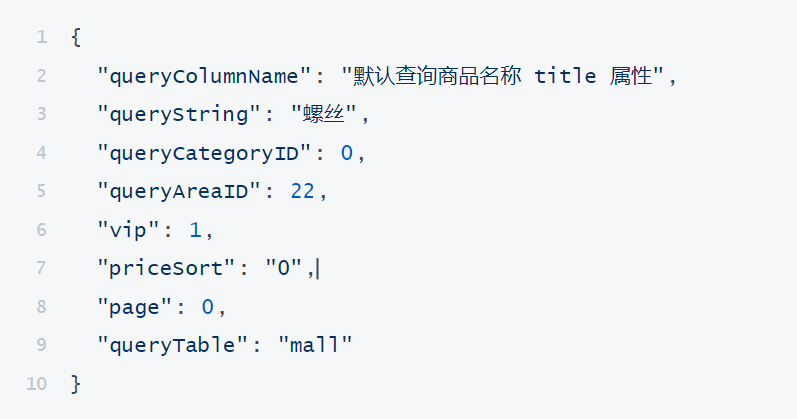 1 {
2 "queryColumnName": "默认查询商品名称 title 属性",
3 "queryString": "螺丝",
4 "queryCategoryID": 0,
5 "queryAreaID": 22,
6 "vip": 1,
7 "priceSort": "0",
8 "page": 0,
9 "queryTable": "mall"
10 }